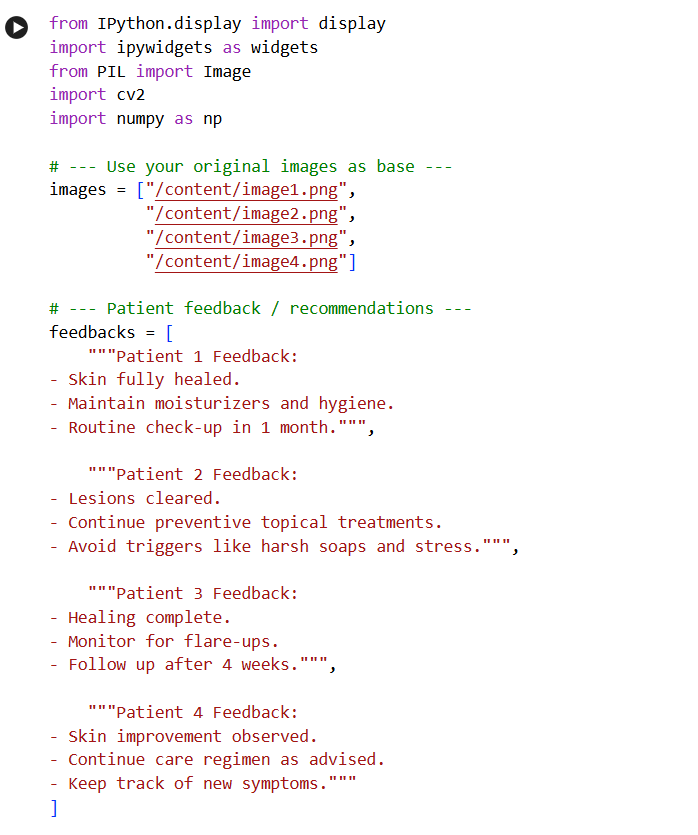 from IPython.display import display
import ipywidgets as widgets
from PIL import Image
import cv2
import numpy as np

# --- Use your original images as base ---
images = ["/content/image1.png",
          "/content/image2.png",
          "/content/image3.png",
          "/content/image4.png"]

# --- Patient feedback / recommendations ---
feedbacks = [
    """Patient 1 Feedback:
- Skin fully healed.
- Maintain moisturizers and hygiene.
- Routine check-up in 1 month.""",

    """Patient 2 Feedback:
- Lesions cleared.
- Continue preventive topical treatments.
- Avoid triggers like harsh soaps and stress.""",

    """Patient 3 Feedback:
- Healing complete.
- Monitor for flare-ups.
- Follow up after 4 weeks.""",

    """Patient 4 Feedback:
- Skin improvement observed.
- Continue care regimen as advised.
- Keep track of new symptoms."""
]